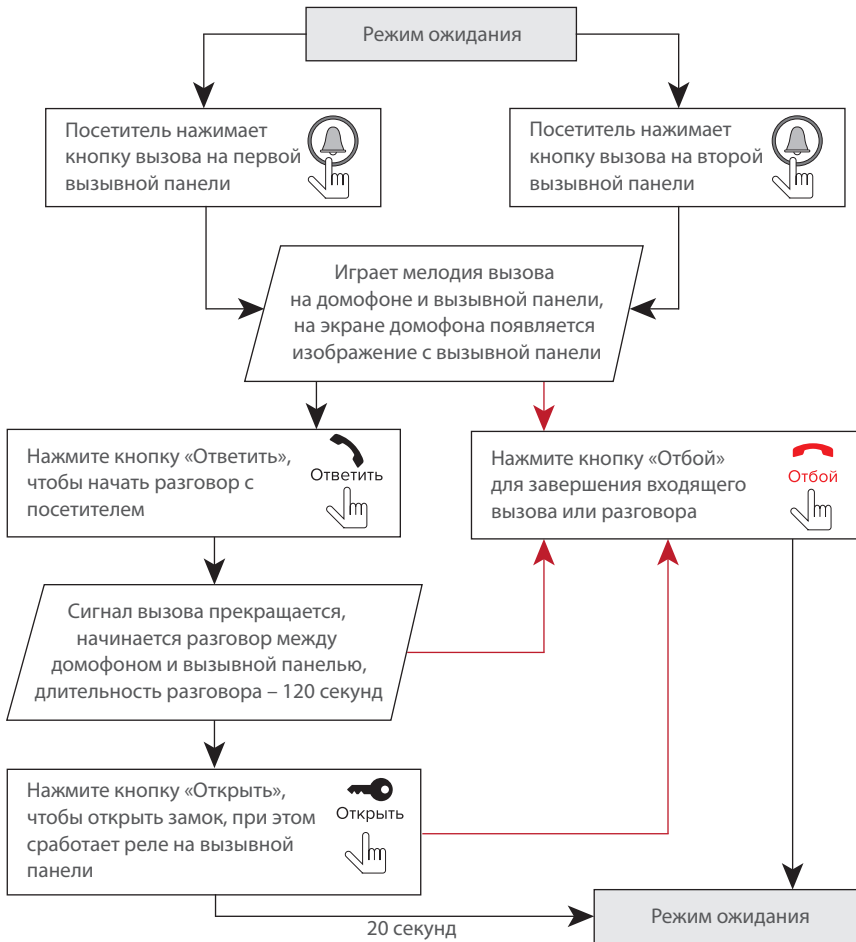 Режим ожидания
Посетитель нажимает
кнопку вызова на первой
вызывной панели
Посетитель нажимает
кнопку вызова на второй
вызывной панели
Играет мелодия вызова
на домофоне и вызывной панели,
на экране домофона появляется
изображение с вызывной панели
Нажмите кнопку «Ответить»,
чтобы начать разговор с
посетителем
Ответить
Нажмите кнопку «Отбой»
для завершения входящего
вызова или разговора
Отбой
Сигнал вызова прекращается,
начинается разговор между
домофоном и вызывной панелью,
длительность разговора – 120 секунд
Нажмите кнопку «Открыть»,
чтобы открыть замок, при этом
сработает реле на вызывной
панели
Открыть
20 секунд
Режим ожидания